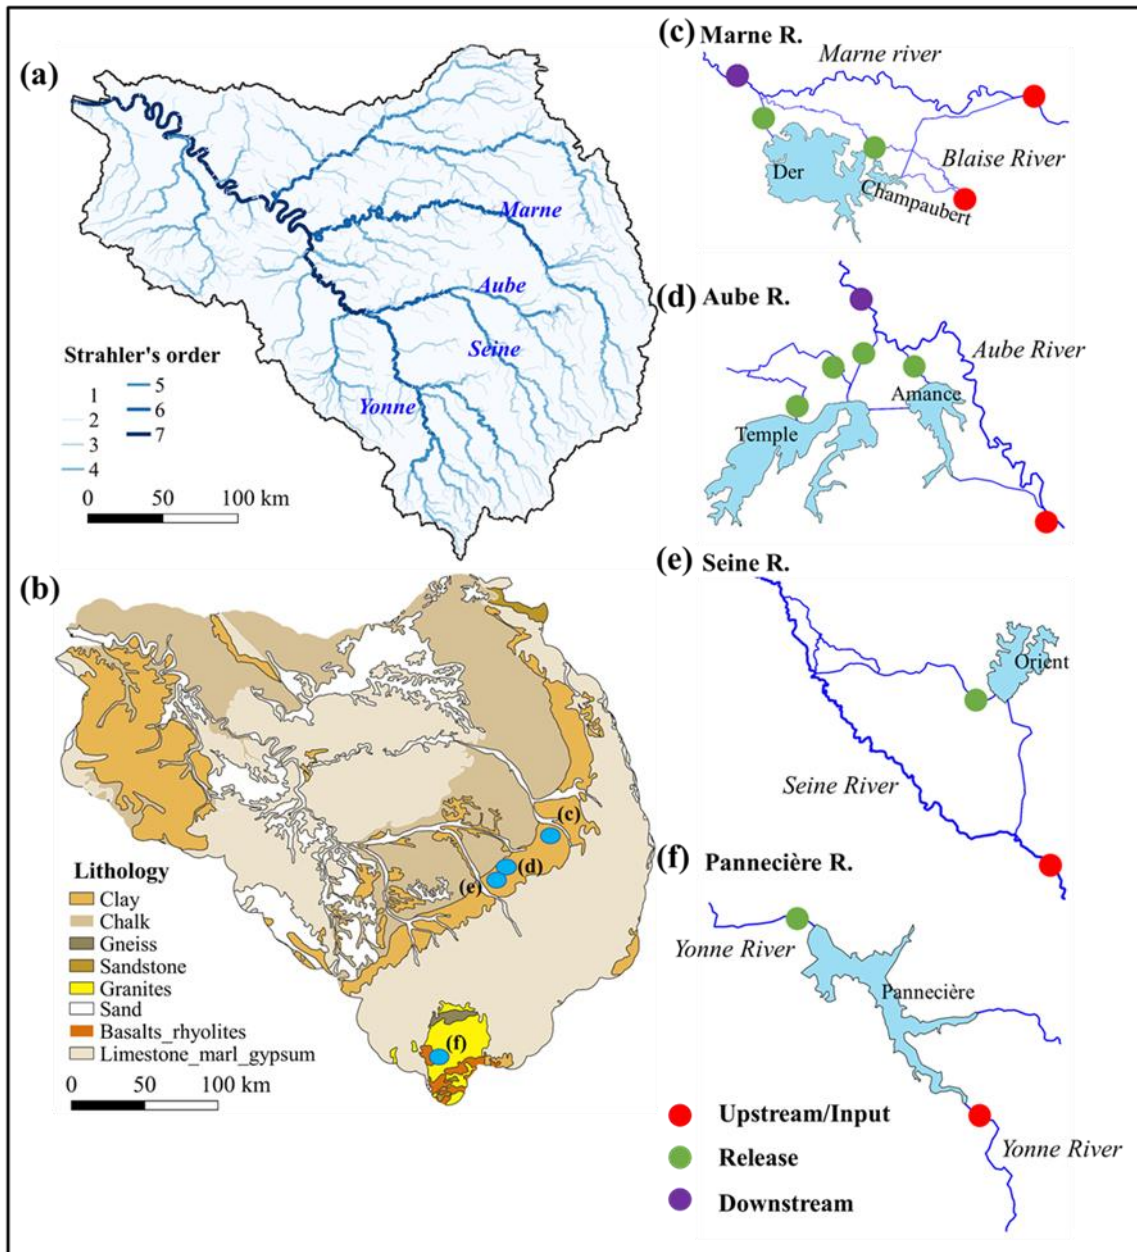 (a)
Marne
Aube
Seine
Yonne
Strahler's order
1
2
3
4
5
6
7
0 50 100 km
(b)
(c)
(d)
(e)
(f)
Lithology
Clay
Chalk
Gneiss
Sandstone
Granites
Sand
Basalts_rhyolites
Limestone_marl_gypsum
0 50 100 km
(c) Marne R.
Marne river
Blaise River
Der
Champaubert
(d) Aube R.
Aube River
Amance
Temple
(e) Seine R.
Orient
Seine River
(f) Pannecière R.
Yonne River
Pannecière
Yonne River
Upstream/Input
Release
Downstream